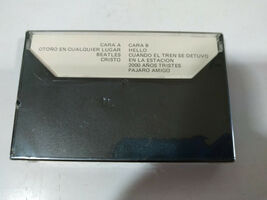 CARA A CARA B
OTOÑO EN CUALQUIER LUGAR HELLO
BEATLES CUANDO EL TREN SE DETUVO
CRISTO EN LA ESTACION
2000 AÑOS TRISTES
PAJARO AMIGO